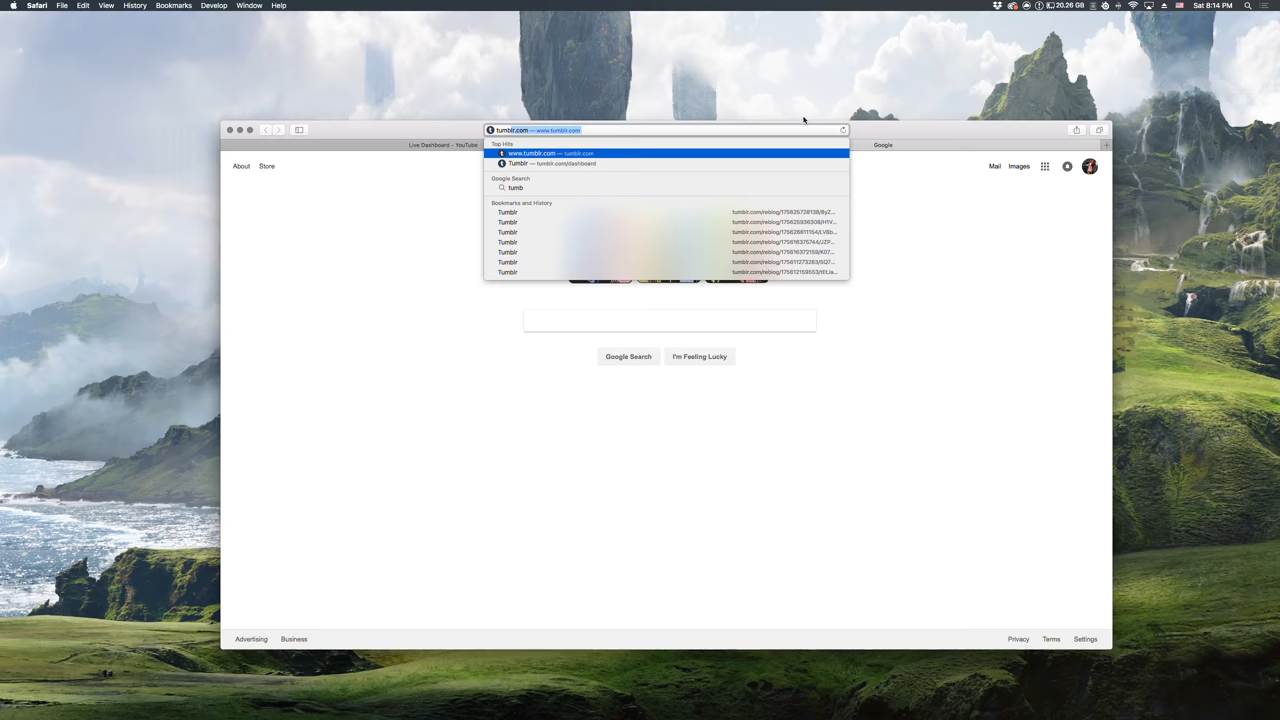 Safari File Edit View History Bookmarks Develop Window Help
20.26 GB Sat 8:14 PM
tumblr.com — www.tumblr.com
Live Dashboard - YouTube
Google
Top Hits
www.tumblr.com — tumblr.com
Tumblr — tumblr.com/dashboard
Google Search
tumb
Bookmarks and History
Tumblr
Tumblr
Tumblr
Tumblr
Tumblr
Tumblr
Tumblr
About Store
Mail Images
Google Search I'm Feeling Lucky
Advertising Business
Privacy Terms Settings